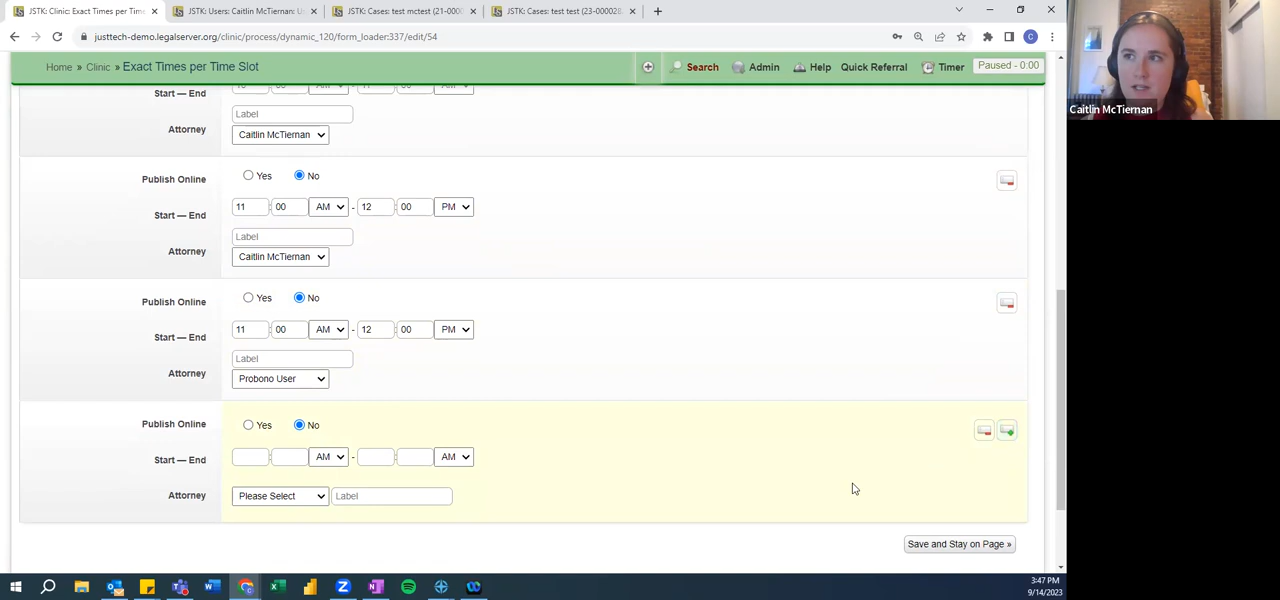 JSTK: Clinic: Exact Times per Tim
JSTK: Users: Caitlin McTiernan: U
JSTK: Cases: test mctest (21-0000
JSTK: Cases: test test (23-000028
justtech-demo.legalserver.org/clinic/process/dynamic_120/form_loader:337/edit/54
C
Home » Clinic » Exact Times per Time Slot
Search
Admin
Help
Quick Referral
Timer
Paused - 0:00
Caitlin McTiernan
Start — End
Label
Attorney
Caitlin McTiernan
Publish Online
Yes
No
Start — End
11 : 00 AM - 12 : 00 PM
Label
Attorney
Caitlin McTiernan
Publish Online
Yes
No
Start — End
11 : 00 AM - 12 : 00 PM
Label
Attorney
Probono User
Publish Online
Yes
No
Start — End
: AM - : AM
Attorney
Please Select
Label
Save and Stay on Page »
3:47 PM
9/14/2023